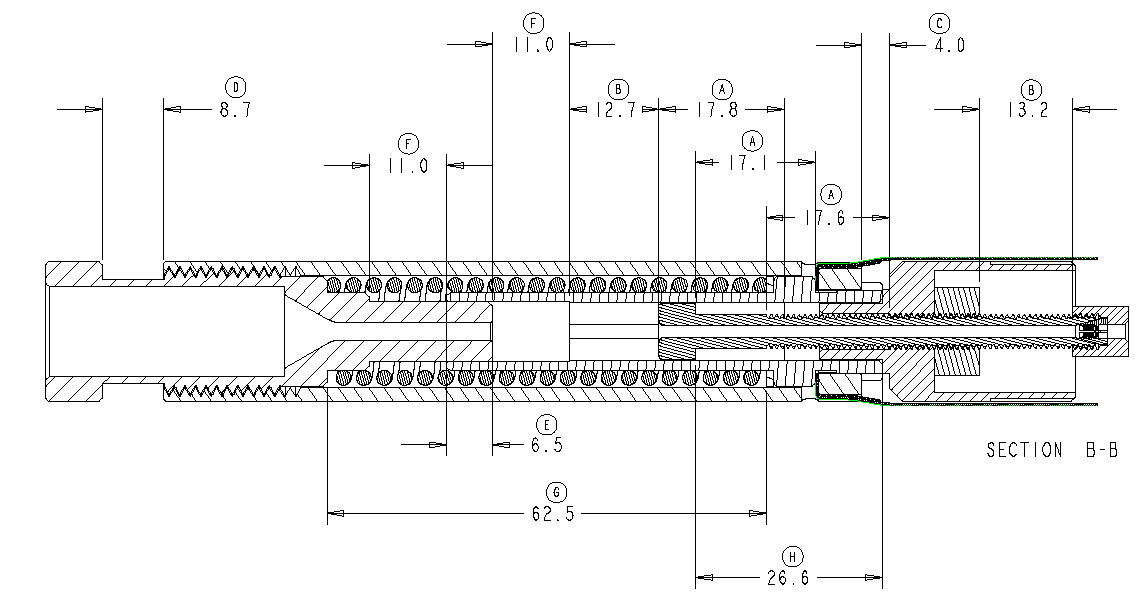 F
11.0
C
4.0
D
8.7
B
12.7
A
17.8
B
13.2
F
11.0
A
17.1
A
17.6
E
6.5
SECTION B-B
G
62.5
H
26.6